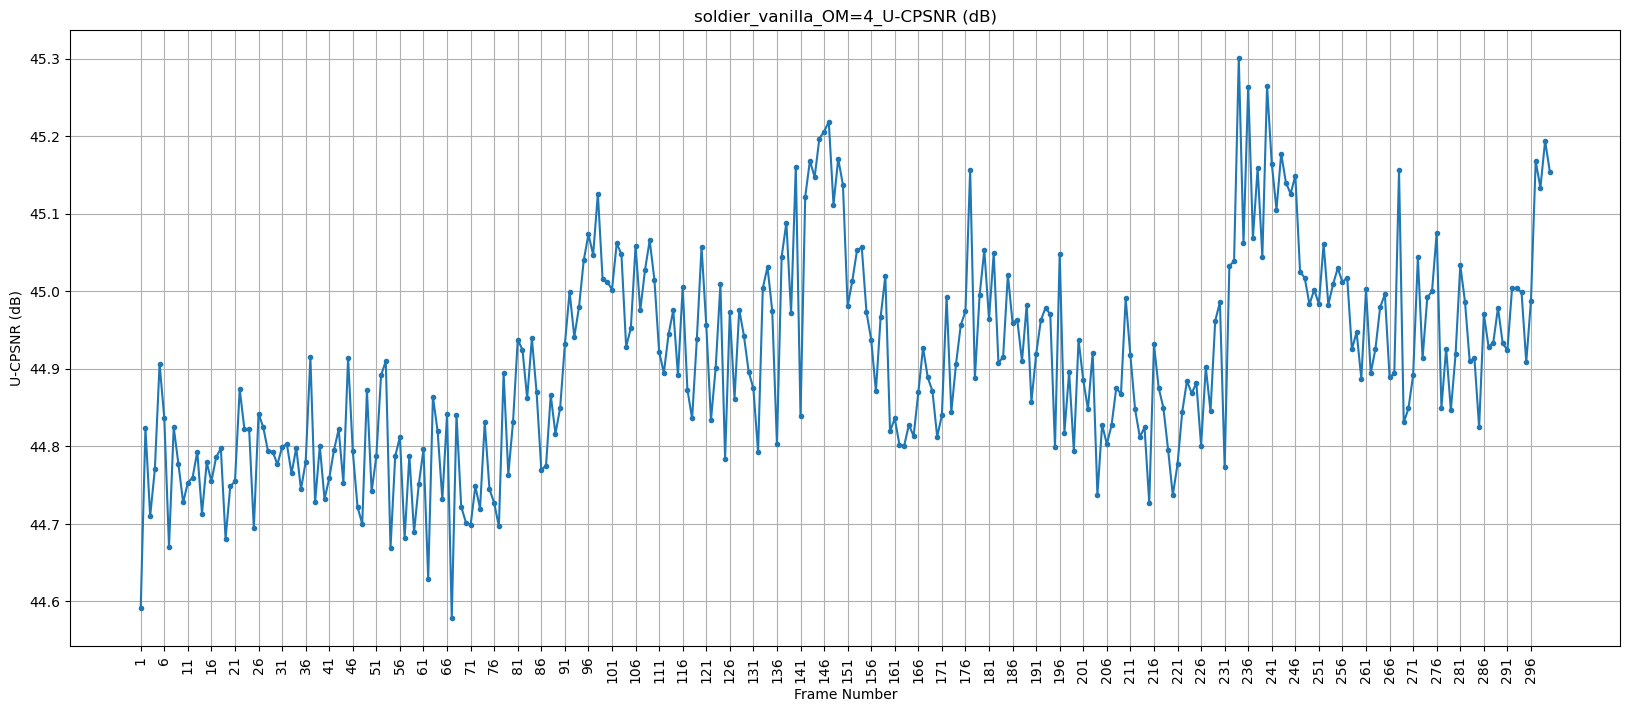 soldier_vanilla_OM=4_U-CPSNR (dB)
45.3
45.2
45.1
45.0
44.9
44.8
44.7
44.6
U-CPSNR (dB)
1 6 11 16 21 26 31 36 41 46 51 56 61 66 71 76 81 86 91 96 101 106 111 116 121 126 131 136 141 146 151 156 161 166 171 176 181 186 191 196 201 206 211 216 221 226 231 236 241 246 251 256 261 266 271 276 281 286 291 296
Frame Number